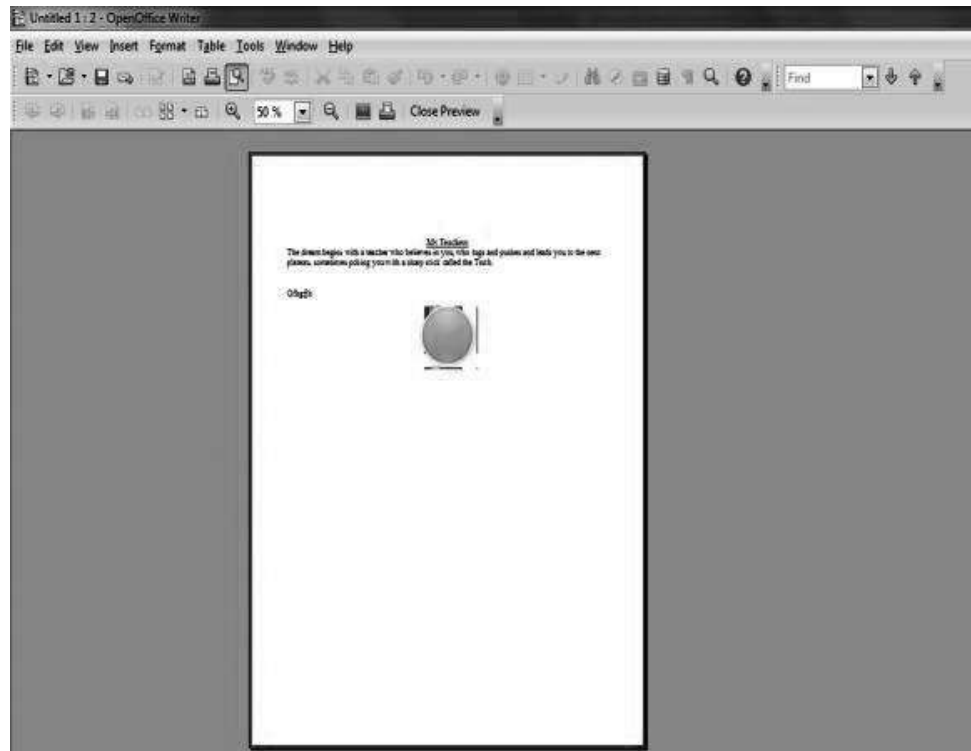 Untitled 1 : 2 - OpenOffice Writer
File Edit View Insert Format Table Tools Window Help
Find
50 % Close Preview
My Teachers
The dream begins with a teacher who believes in you, who tugs and pushes and leads you to the next
plateau, sometimes poking you with a sharp stick called the Truth.